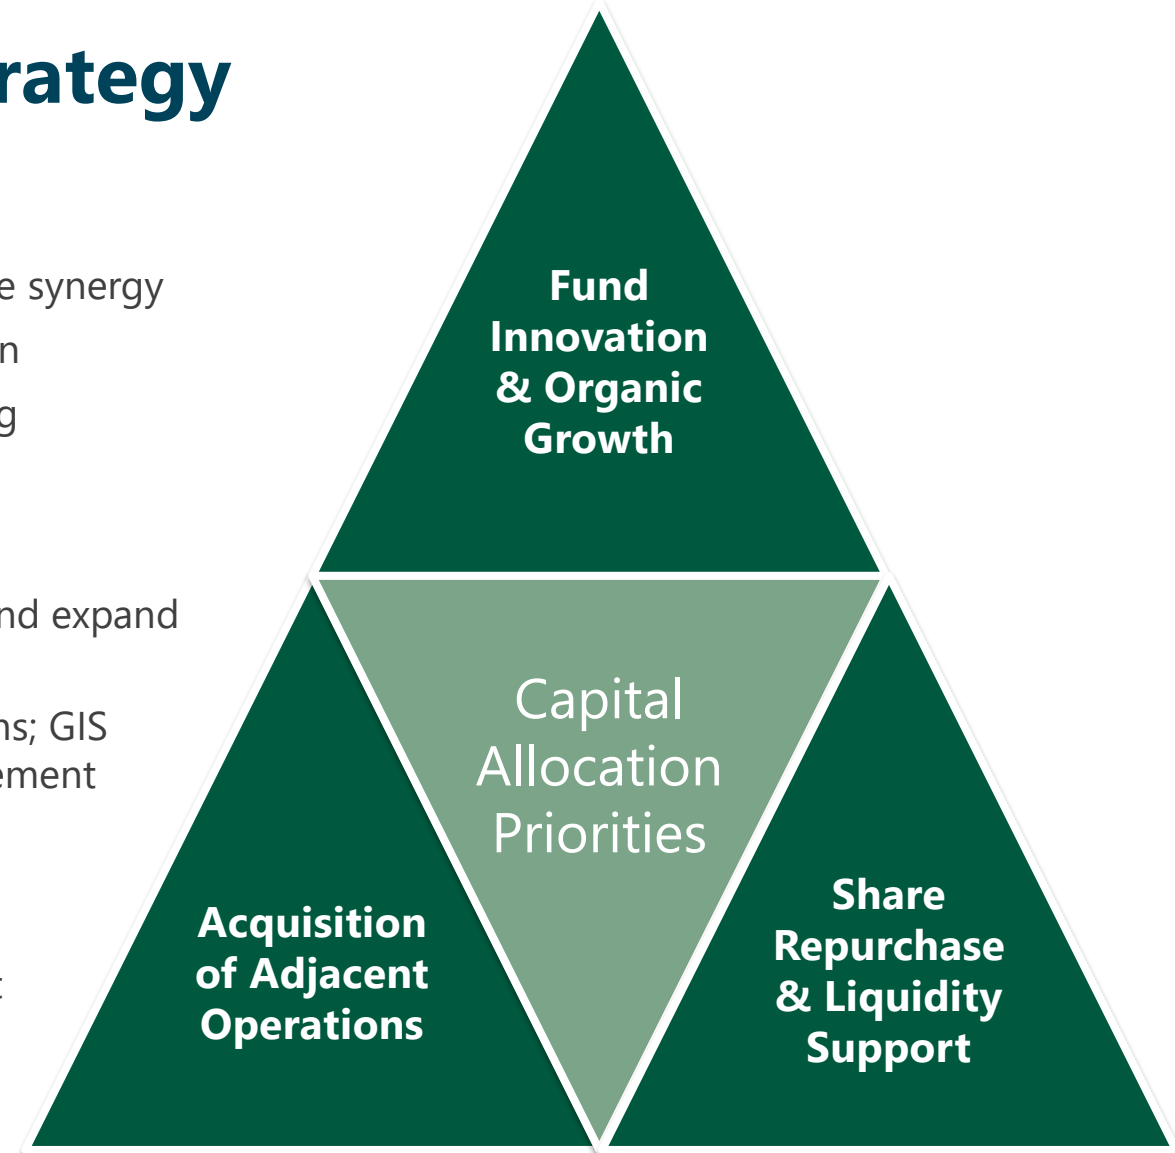 rategy
e synergy
n
g
nd expand
ns; GIS
ement
t
Fund
Innovation
& Organic
Growth
Capital
Allocation
Priorities
Acquisition
of Adjacent
Operations
Share
Repurchase
& Liquidity
Support